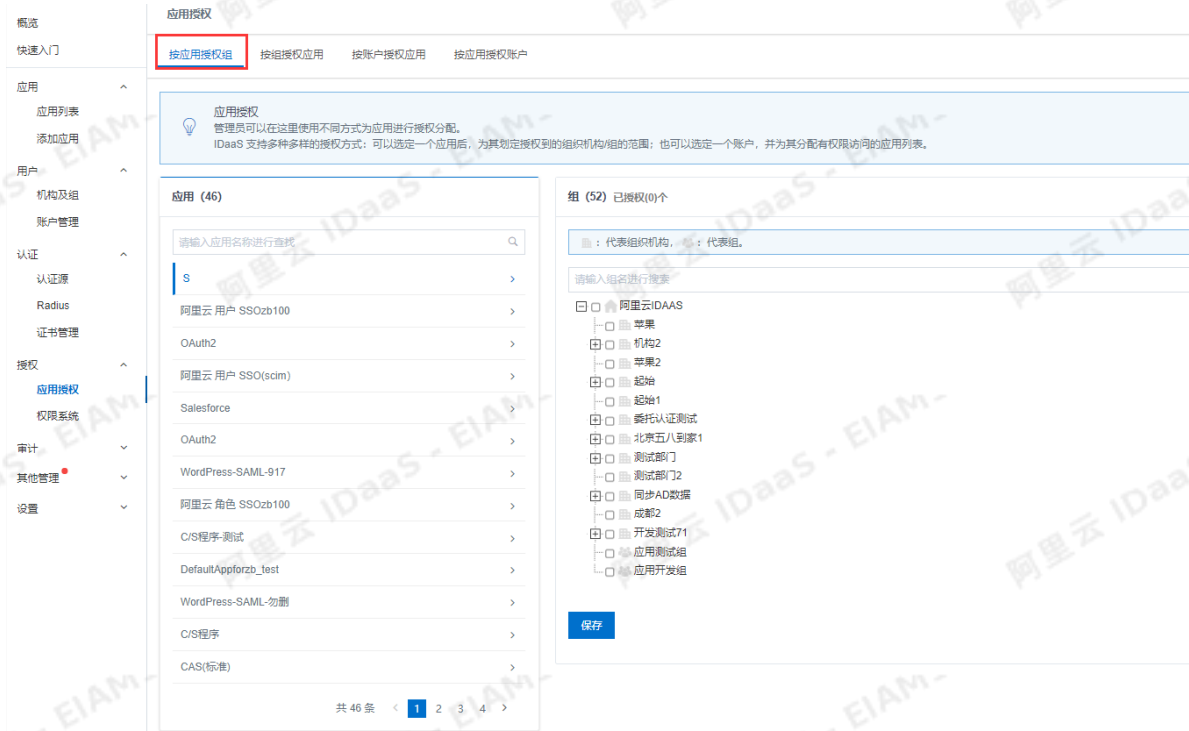 概览
快速入门
应用
应用列表
添加应用
用户
机构及组
账户管理
认证
认证源
Radius
证书管理
授权
应用授权
权限系统
审计
其他管理
设置
应用授权
按应用授权组 按组授权应用 按账户授权应用 按应用授权账户
应用授权
管理员可以在这里使用不同方式为应用进行授权分配。
IDaaS 支持多种多样的授权方式：可以选定一个应用后，为其划定授权到的组织机构/组的范围；也可以选定一个账户，并为其分配有权限访问的应用列表。
应用（46）
请输入应用名称进行查找
S
阿里云 用户 SSOzb100
OAuth2
阿里云 用户 SSO(scim)
Salesforce
OAuth2
WordPress-SAML-917
阿里云 角色 SSOzb100
C/S程序-测试
DefaultAppforzb_test
WordPress-SAML-勿删
C/S程序
CAS(标准)
共 46 条 < 1 2 3 4 >
组（52） 已授权(0)个
：代表组织机构， ：代表组。
请输入组名进行搜索
阿里云IDAAS
苹果
机构2
苹果2
起始
起始1
委托认证测试
北京五八到家1
测试部门
测试部门2
同步AD数据
成都2
开发测试71
应用测试组
应用开发组
保存
阿里云 IDaaS - EIAM-